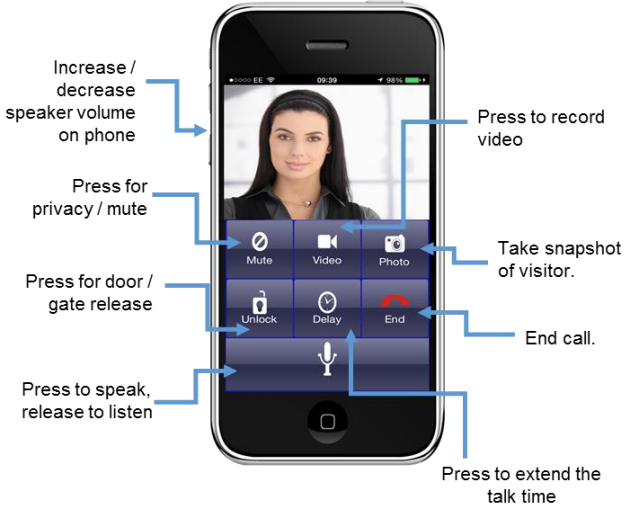 Increase /
decrease
speaker volume
on phone
EE 09:39 98%
Press to record
video
Press for
privacy / mute
Mute Video Photo
Take snapshot
of visitor.
Press for door /
gate release
Unlock Delay End
End call.
Press to speak,
release to listen
Press to extend the
talk time